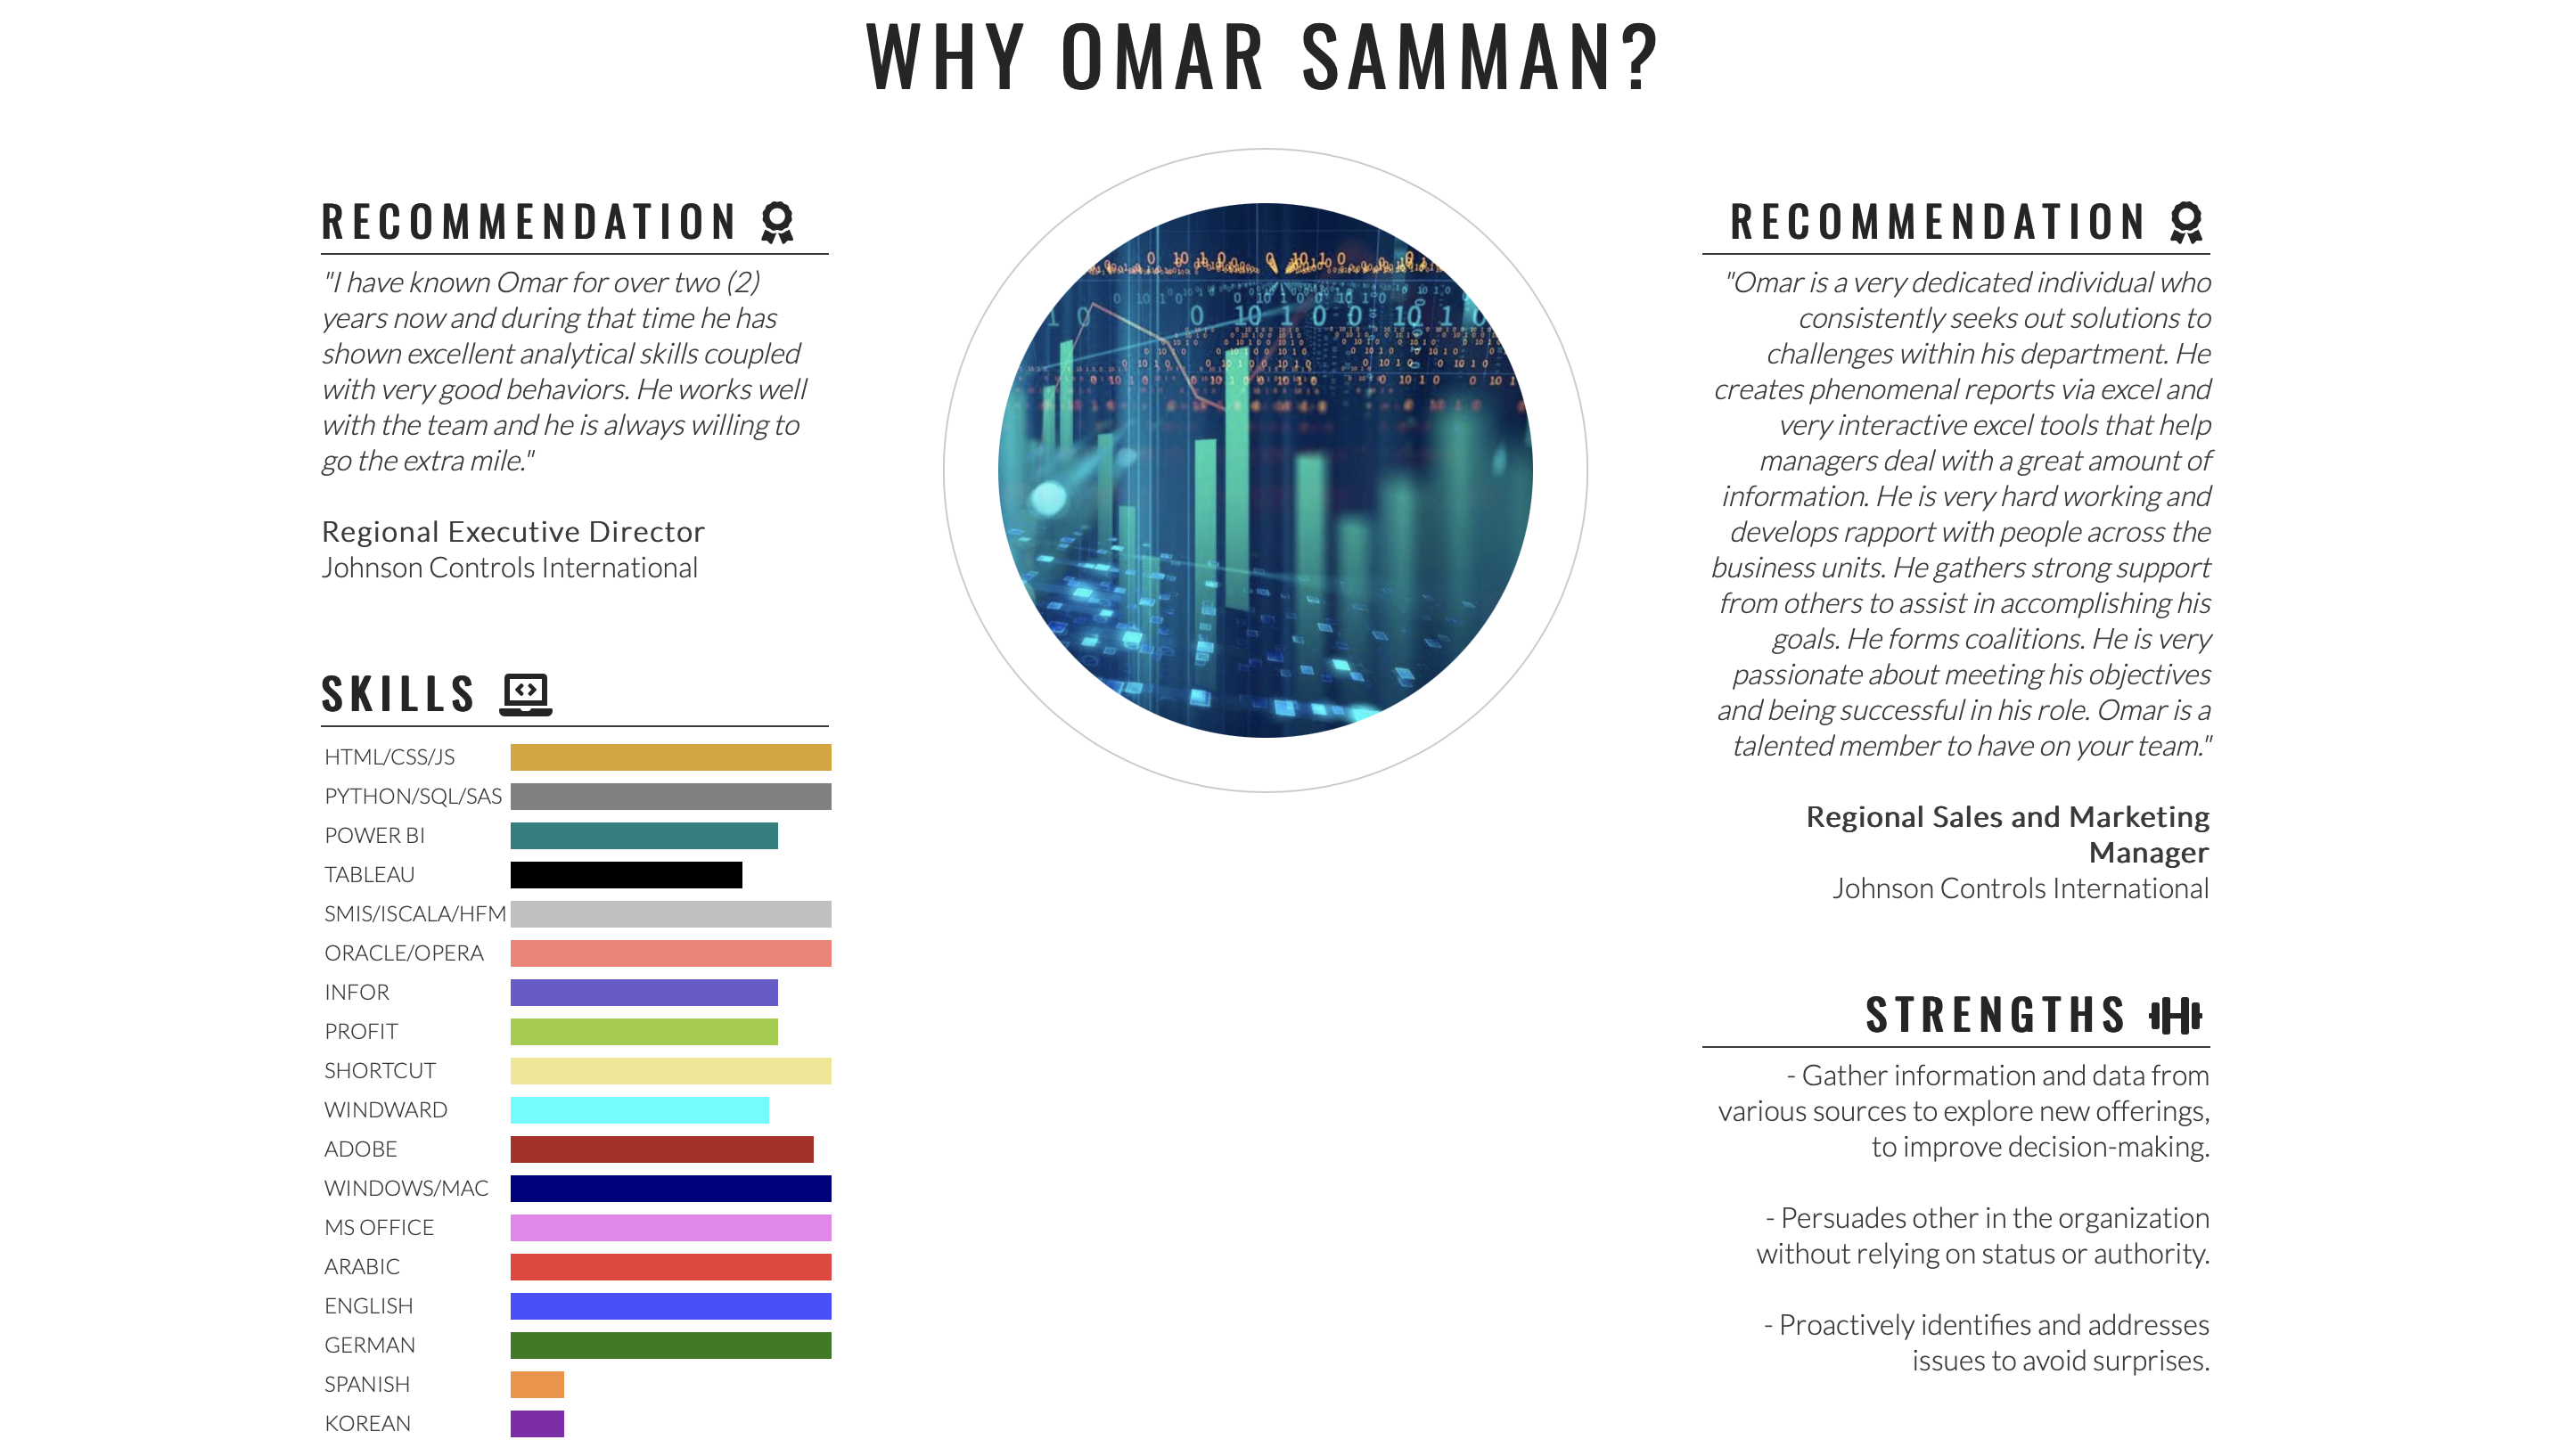 WHY OMAR SAMMAN?
RECOMMENDATION
"I have known Omar for over two (2)
years now and during that time he has
shown excellent analytical skills coupled
with very good behaviors. He works well
with the team and he is always willing to
go the extra mile."
Regional Executive Director
Johnson Controls International
SKILLS
HTML/CSS/JS
PYTHON/SQL/SAS
POWER BI
TABLEAU
SMIS/ISCALA/HFM
ORACLE/OPERA
INFOR
PROFIT
SHORTCUT
WINDWARD
ADOBE
WINDOWS/MAC
MS OFFICE
ARABIC
ENGLISH
GERMAN
SPANISH
KOREAN
RECOMMENDATION
"Omar is a very dedicated individual who
consistently seeks out solutions to
challenges within his department. He
creates phenomenal reports via excel and
very interactive excel tools that help
managers deal with a great amount of
information. He is very hard working and
develops rapport with people across the
business units. He gathers strong support
from others to assist in accomplishing his
goals. He forms coalitions. He is very
passionate about meeting his objectives
and being successful in his role. Omar is a
talented member to have on your team."
Regional Sales and Marketing
Manager
Johnson Controls International
STRENGTHS
- Gather information and data from
various sources to explore new offerings,
to improve decision-making.
- Persuades other in the organization
without relying on status or authority.
- Proactively identifies and addresses
issues to avoid surprises.